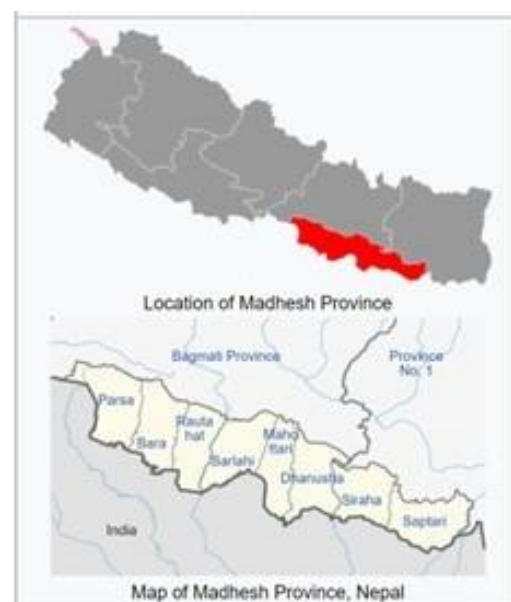 Location of Madhesh Province
Bagmati Province
Province
No. 1
Parsa
Bara
Rauta
hat
Sarlahi
Maho
ttari
Dhanusha
Siraha
Saptari
India
Map of Madhesh Province, Nepal